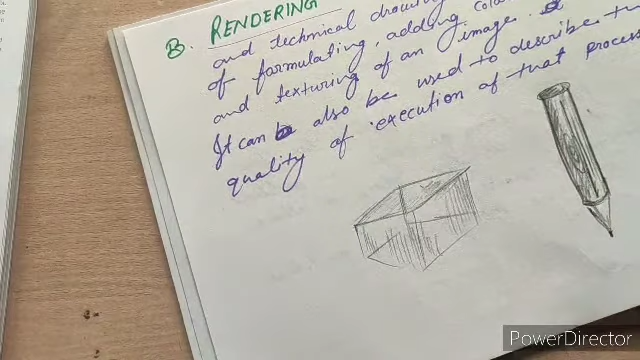 B. RENDERING
and technical drawing
of formulating, adding color
and texturing of an image.
It can also be used to describe the
quality of execution of that process
PowerDirector